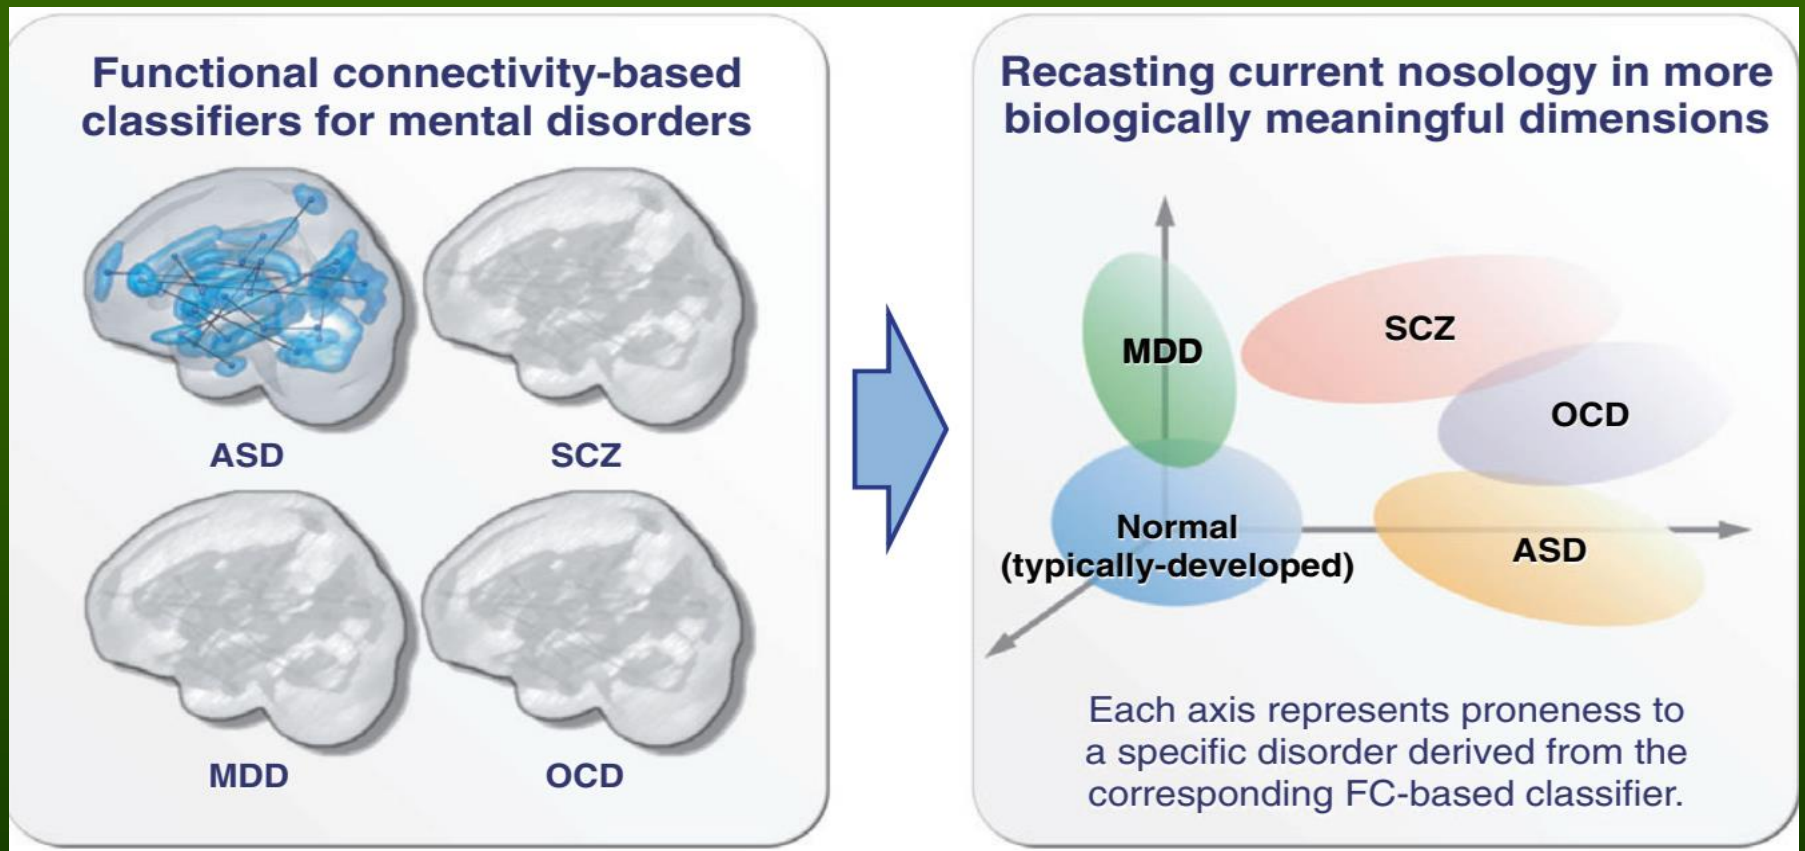 Functional connectivity-based
classifiers for mental disorders
ASD
SCZ
MDD
OCD
Recasting current nosology in more
biologically meaningful dimensions
MDD
SCZ
OCD
Normal
(typically-developed)
ASD
Each axis represents proneness to
a specific disorder derived from the
corresponding FC-based classifier.